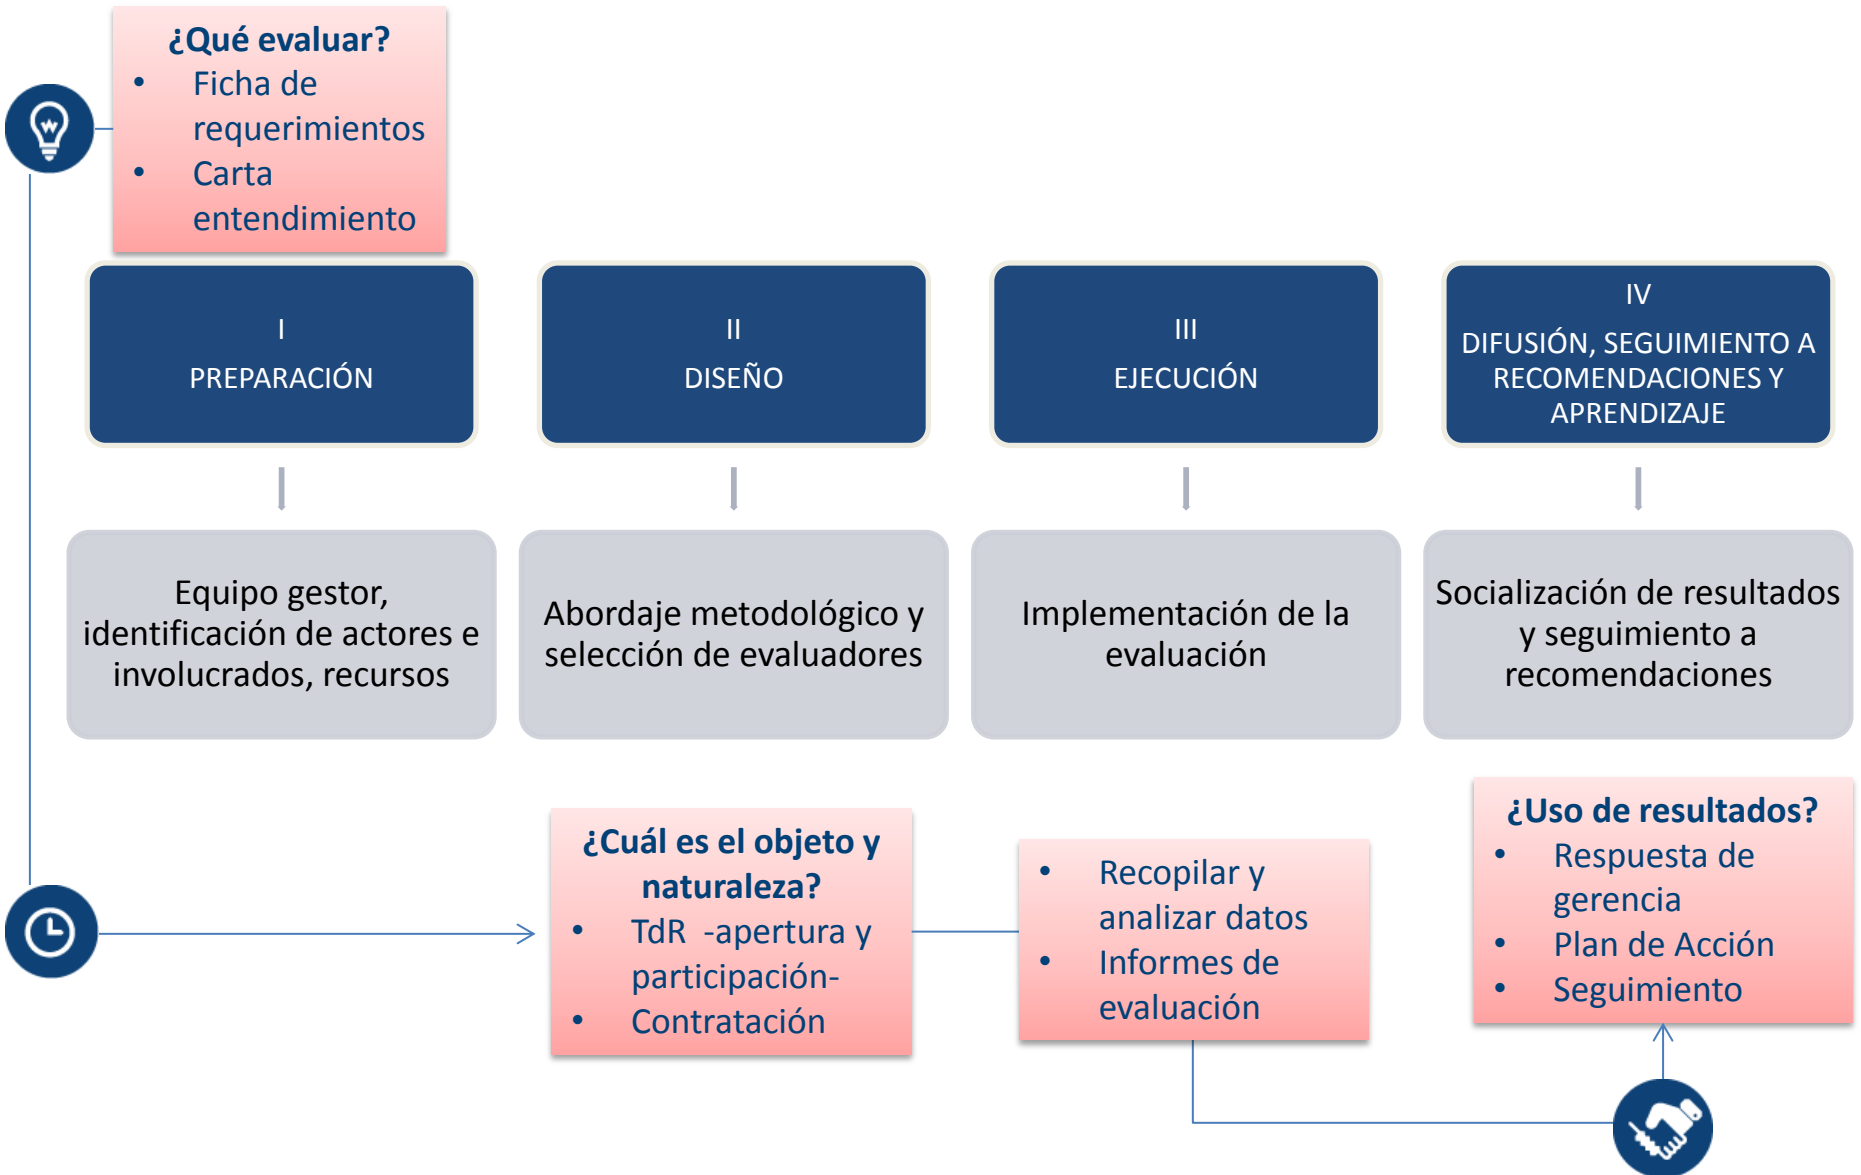 ¿Qué evaluar?
• Ficha de
requerimientos
• Carta
entendimiento
I
PREPARACIÓN
II
DISEÑO
III
EJECUCIÓN
IV
DIFUSIÓN, SEGUIMIENTO A
RECOMENDACIONES Y
APRENDIZAJE
Equipo gestor,
identificación de actores e
involucrados, recursos
Abordaje metodológico y
selección de evaluadores
Implementación de la
evaluación
Socialización de resultados
y seguimiento a
recomendaciones
¿Cuál es el objeto y
naturaleza?
• TdR -apertura y
participación-
• Contratación
• Recopilar y
analizar datos
• Informes de
evaluación
¿Uso de resultados?
• Respuesta de
gerencia
• Plan de Acción
• Seguimiento